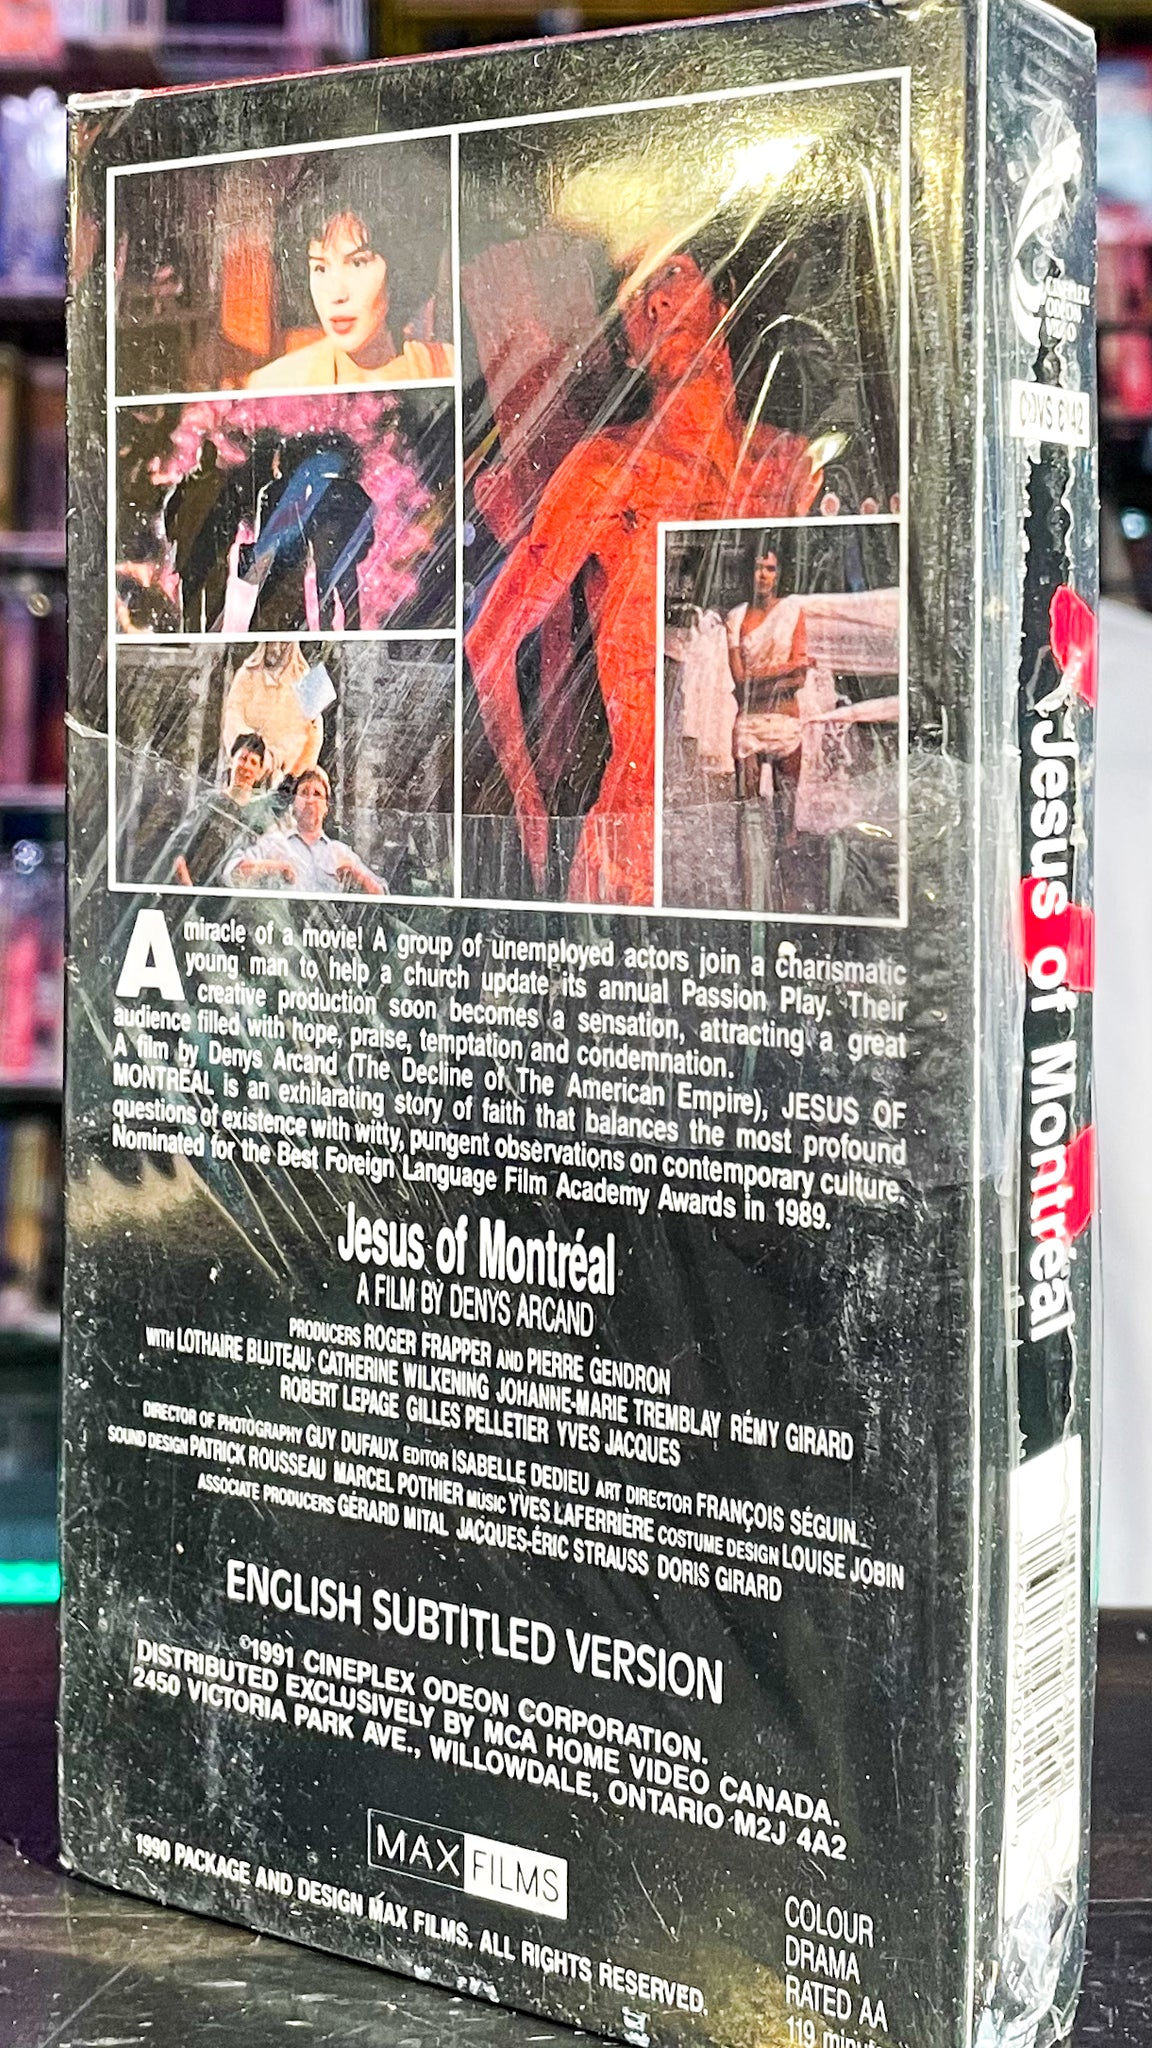 A miracle of a movie! A group of unemployed actors join a charismatic
young man to help a church update its annual Passion Play. Their
creative production soon becomes a sensation, attracting a great
audience filled with hope, praise, temptation and condemnation.
A film by Denys Arcand (The Decline of The American Empire), JESUS OF
MONTRÉAL is an exhilarating story of faith that balances the most profound
questions of existence with witty, pungent observations on contemporary culture.
Nominated for the Best Foreign Language Film Academy Awards in 1989.
Jesus of Montréal
A FILM BY DENYS ARCAND
PRODUCERS ROGER FRAPPER AND PIERRE GENDRON
WITH LOTHAIRE BLUTEAU CATHERINE WILKENING JOHANNE-MARIE TREMBLAY RÉMY GIRARD
ROBERT LEPAGE GILLES PELLETIER YVES JACQUES
DIRECTOR OF PHOTOGRAPHY GUY DUFAUX EDITOR ISABELLE DEDIEU ART DIRECTOR FRANÇOIS SÉGUIN
SOUND DESIGN PATRICK ROUSSEAU MARCEL POTHIER MUSIC YVES LAFERRIÈRE COSTUME DESIGN LOUISE JOBIN
ASSOCIATE PRODUCERS GÉRARD MITAL JACQUES-ÉRIC STRAUSS DORIS GIRARD
ENGLISH SUBTITLED VERSION
©1991 CINEPLEX ODEON CORPORATION.
DISTRIBUTED EXCLUSIVELY BY MCA HOME VIDEO CANADA.
2450 VICTORIA PARK AVE., WILLOWDALE, ONTARIO M2J 4A2
MAX FILMS
1990 PACKAGE AND DESIGN MAX FILMS. ALL RIGHTS RESERVED.
COLOUR
DRAMA
RATED AA
119
CINEPLEX
ODEON
VIDEO
Jesus of Montréal